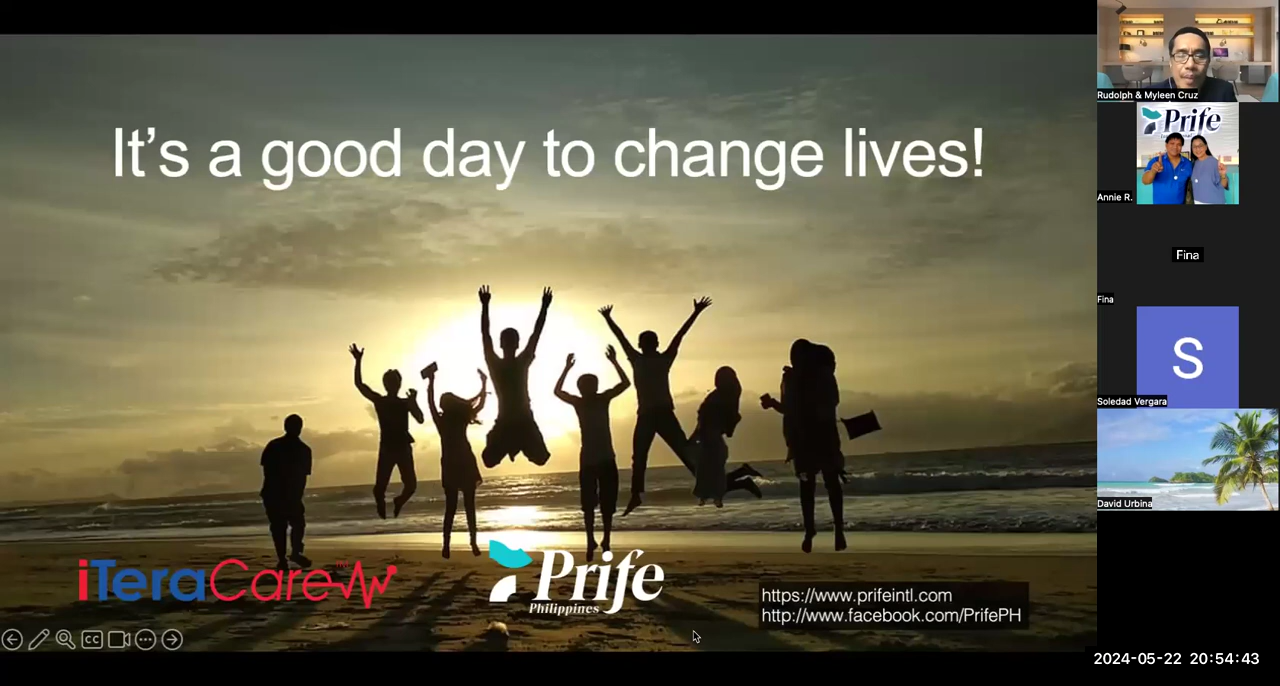 It's a good day to change lives!
iTeraCare
Prife
Philippines
https://www.prifeintl.com
http://www.facebook.com/PrifePH
CC
Rudolph & Myleen Cruz
Prife
Annie R.
Fina
Fina
S
Soledad Vergara
David Urbina
2024-05-22 20:54:43